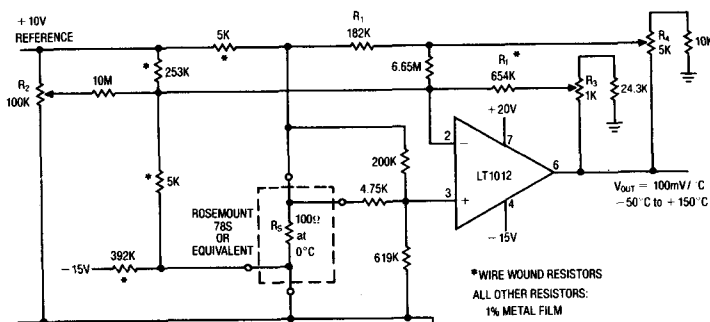 + 10V
REFERENCE
5K
*
R₁
182K
*
R₄
5K
10K
R₂
100K
10M
* 253K
6.65M
Rf
654K
R₃
1K
24.3K
+ 20V
7
2
−
LT1012
6
3
+
4
− 15V
200K
4.75K
* 5K
VOUT = 100mV/ °C
− 50°C to + 150°C
ROSEMOUNT
78S
OR
EQUIVALENT
RS
100Ω
at
0°C
619K
− 15V
392K
*
*WIRE WOUND RESISTORS
ALL OTHER RESISTORS:
1% METAL FILM